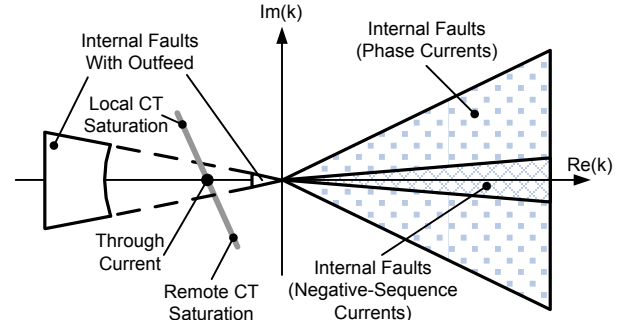 Im(k)
Internal Faults
With Outfeed
Internal Faults
(Phase Currents)
Local CT
Saturation
Re(k)
Through
Current
Remote CT
Saturation
Internal Faults
(Negative-Sequence
Currents)